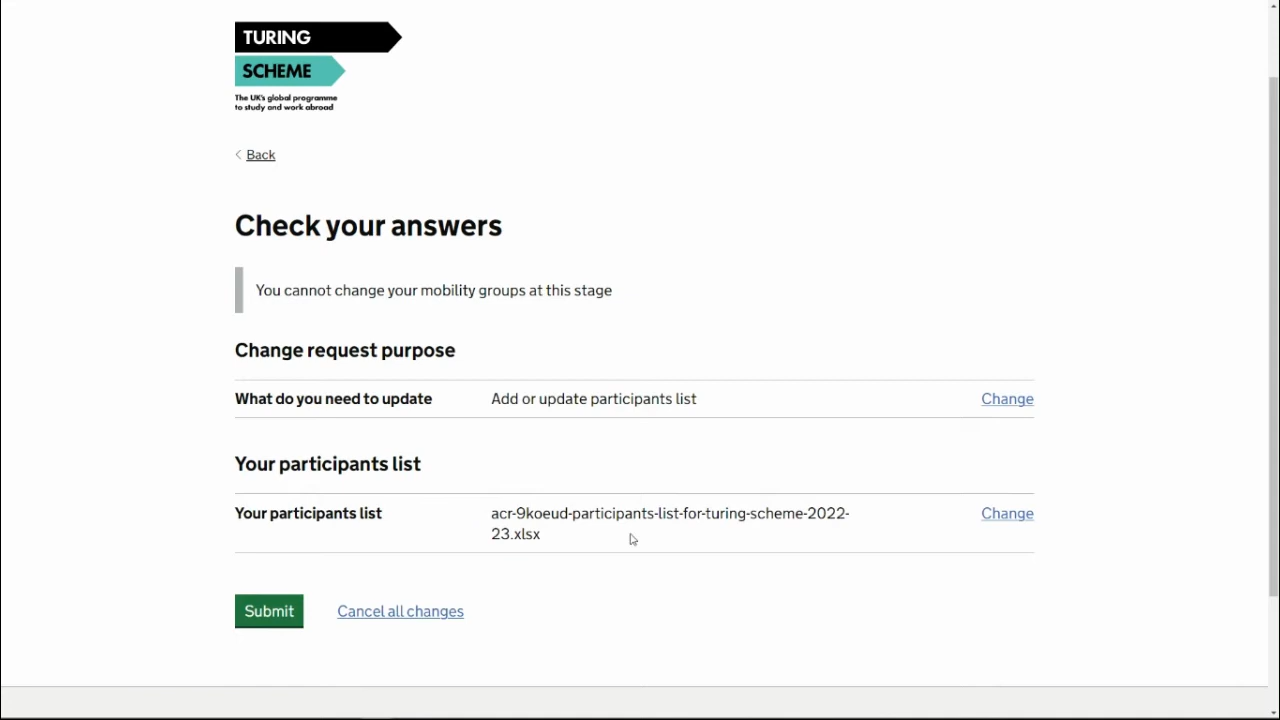 TURING
SCHEME
The UK's global programme
to study and work abroad
Back
Check your answers
You cannot change your mobility groups at this stage
Change request purpose
What do you need to update Add or update participants list Change
Your participants list
Your participants list acr-9koeud-participants-list-for-turing-scheme-2022- Change
23.xlsx
Submit Cancel all changes